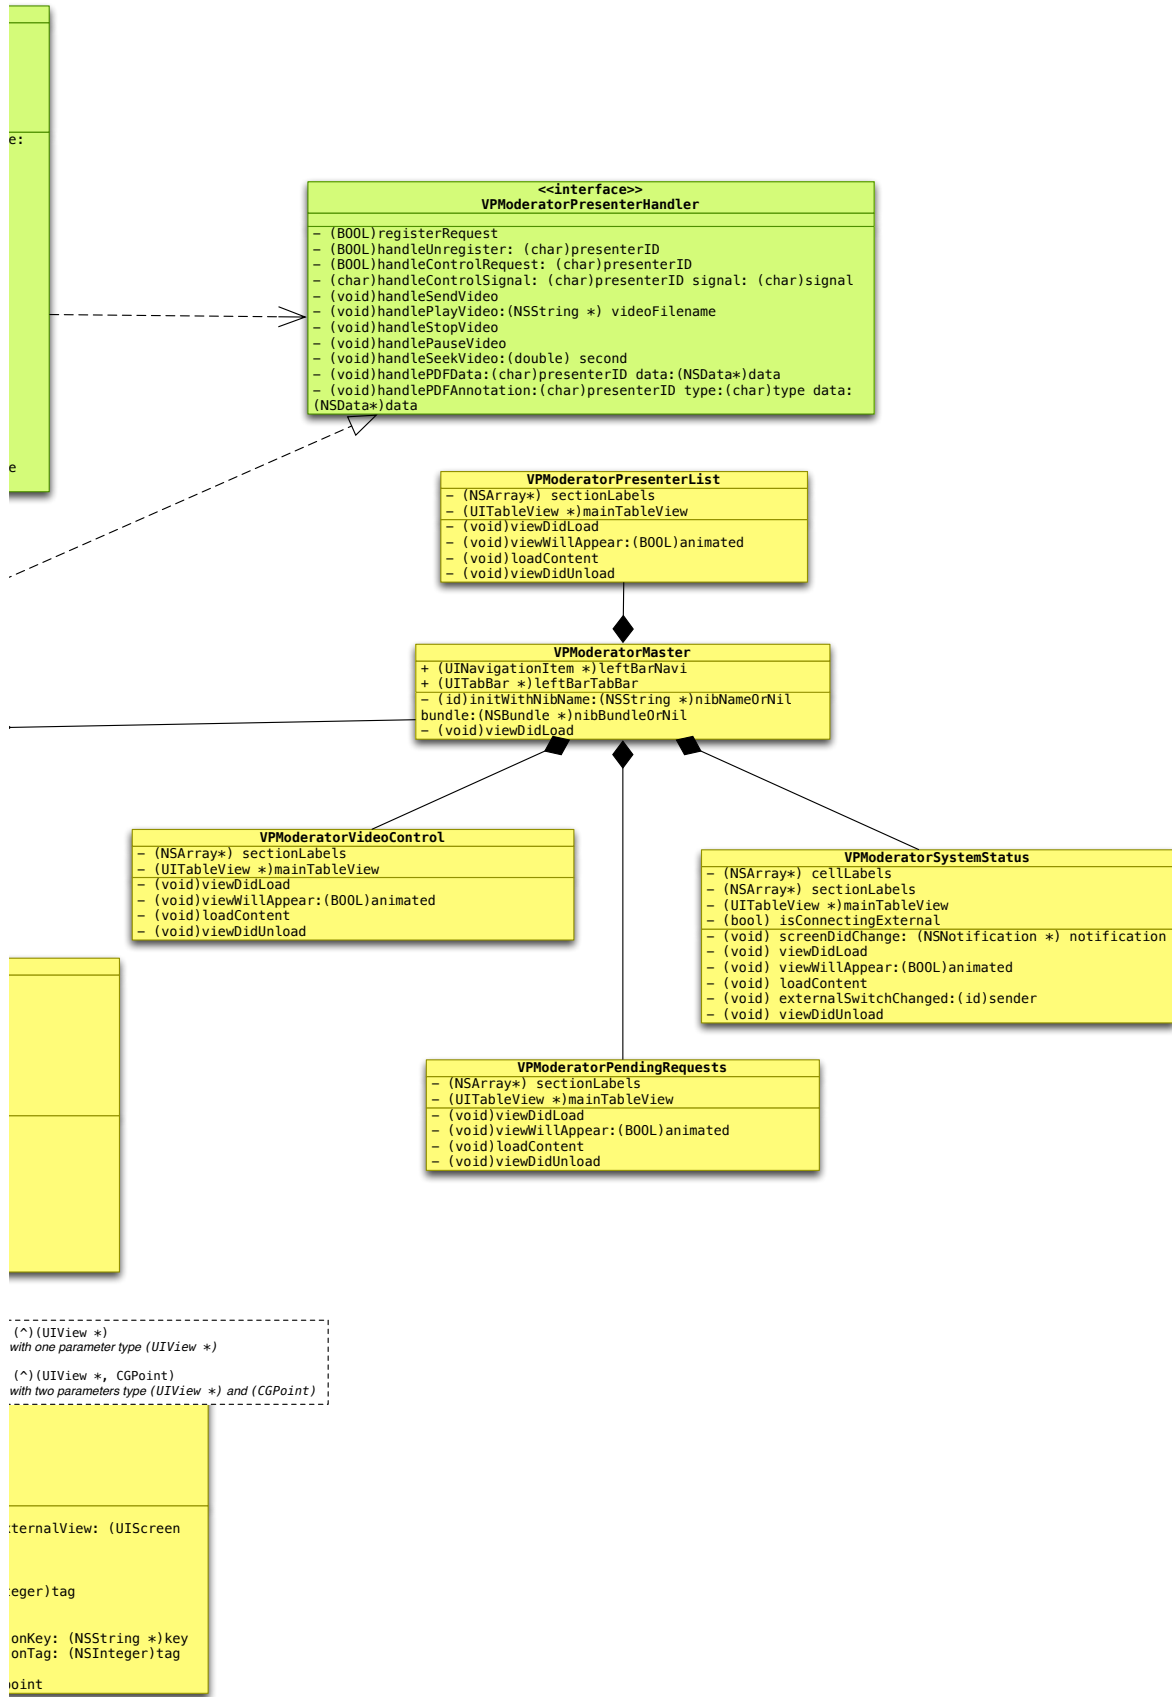 e:
<<interface>>
VPModeratorPresenterHandler
– (BOOL)registerRequest
– (BOOL)handleUnregister: (char)presenterID
– (BOOL)handleControlRequest: (char)presenterID
– (char)handleControlSignal: (char)presenterID signal: (char)signal
– (void)handleSendVideo
– (void)handlePlayVideo:(NSString *) videoFilename
– (void)handleStopVideo
– (void)handlePauseVideo
– (void)handleSeekVideo:(double) second
– (void)handlePDFData:(char)presenterID data:(NSData*)data
– (void)handlePDFAnnotation:(char)presenterID type:(char)type data:
(NSData*)data
e
VPModeratorPresenterList
– (NSArray*) sectionLabels
– (UITableView *)mainTableView
– (void)viewDidLoad
– (void)viewWillAppear:(BOOL)animated
– (void)loadContent
– (void)viewDidUnload
VPModeratorMaster
+ (UINavigationItem *)leftBarNavi
+ (UITabBar *)leftBarTabBar
– (id)initWithNibName:(NSString *)nibNameOrNil
bundle:(NSBundle *)nibBundleOrNil
– (void)viewDidLoad
VPModeratorVideoControl
– (NSArray*) sectionLabels
– (UITableView *)mainTableView
– (void)viewDidLoad
– (void)viewWillAppear:(BOOL)animated
– (void)loadContent
– (void)viewDidUnload
VPModeratorSystemStatus
– (NSArray*) cellLabels
– (NSArray*) sectionLabels
– (UITableView *)mainTableView
– (bool) isConnectingExternal
– (void) screenDidChange: (NSNotification *) notification
– (void) viewDidLoad
– (void) viewWillAppear:(BOOL)animated
– (void) loadContent
– (void) externalSwitchChanged:(id)sender
– (void) viewDidUnload
VPModeratorPendingRequests
– (NSArray*) sectionLabels
– (UITableView *)mainTableView
– (void)viewDidLoad
– (void)viewWillAppear:(BOOL)animated
– (void)loadContent
– (void)viewDidUnload
(^)(UIView *)
with one parameter type (UIView *)
(^)(UIView *, CGPoint)
with two parameters type (UIView *) and (CGPoint)
xternalView: (UIScreen
teger)tag
onKey: (NSString *)key
onTag: (NSInteger)tag
point